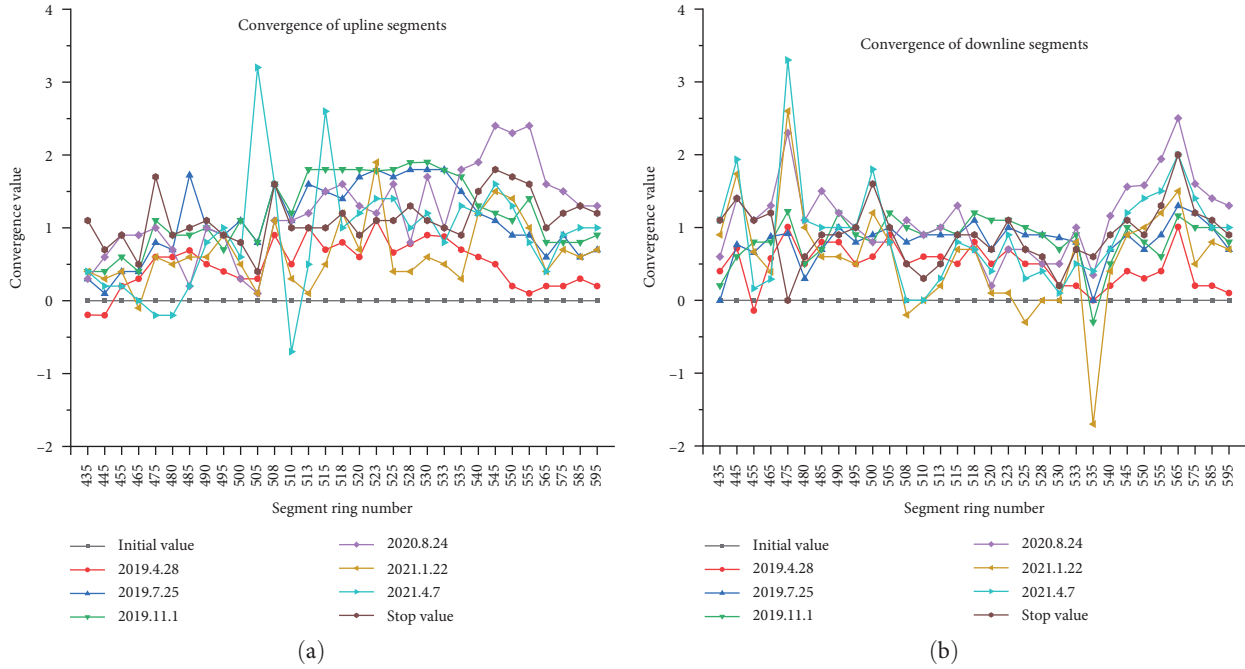 Convergence of upline segments
Convergence value
4
3
2
1
0
−1
−2
435 445 455 465 475 480 485 490 495 500 505 508 510 513 515 518 520 523 525 528 530 533 535 540 545 550 555 565 575 585 595
Segment ring number
Initial value
2019.4.28
2019.7.25
2019.11.1
2020.8.24
2021.1.22
2021.4.7
Stop value
(a)
Convergence of downline segments
Convergence value
4
3
2
1
0
−1
−2
435 445 455 465 475 480 485 490 495 500 505 508 510 513 515 518 520 523 525 528 530 533 535 540 545 550 555 565 575 585 595
Segment ring number
Initial value
2019.4.28
2019.7.25
2019.11.1
2020.8.24
2021.1.22
2021.4.7
Stop value
(b)